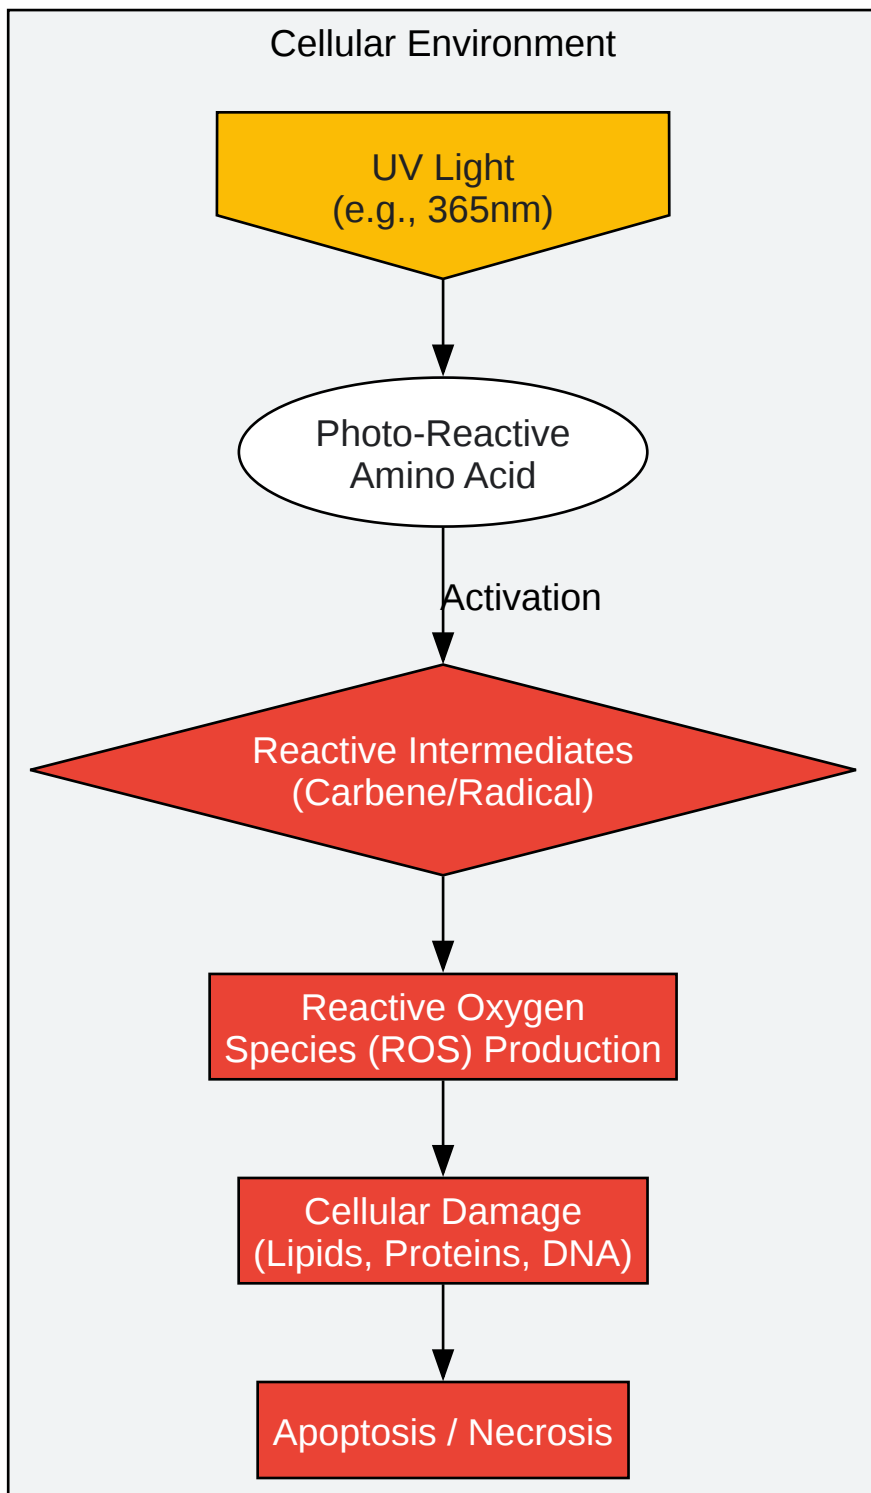 Cellular Environment
UV Light
(e.g., 365nm)
Photo-Reactive
Amino Acid
Activation
Reactive Intermediates
(Carbene/Radical)
Reactive Oxygen
Species (ROS) Production
Cellular Damage
(Lipids, Proteins, DNA)
Apoptosis / Necrosis